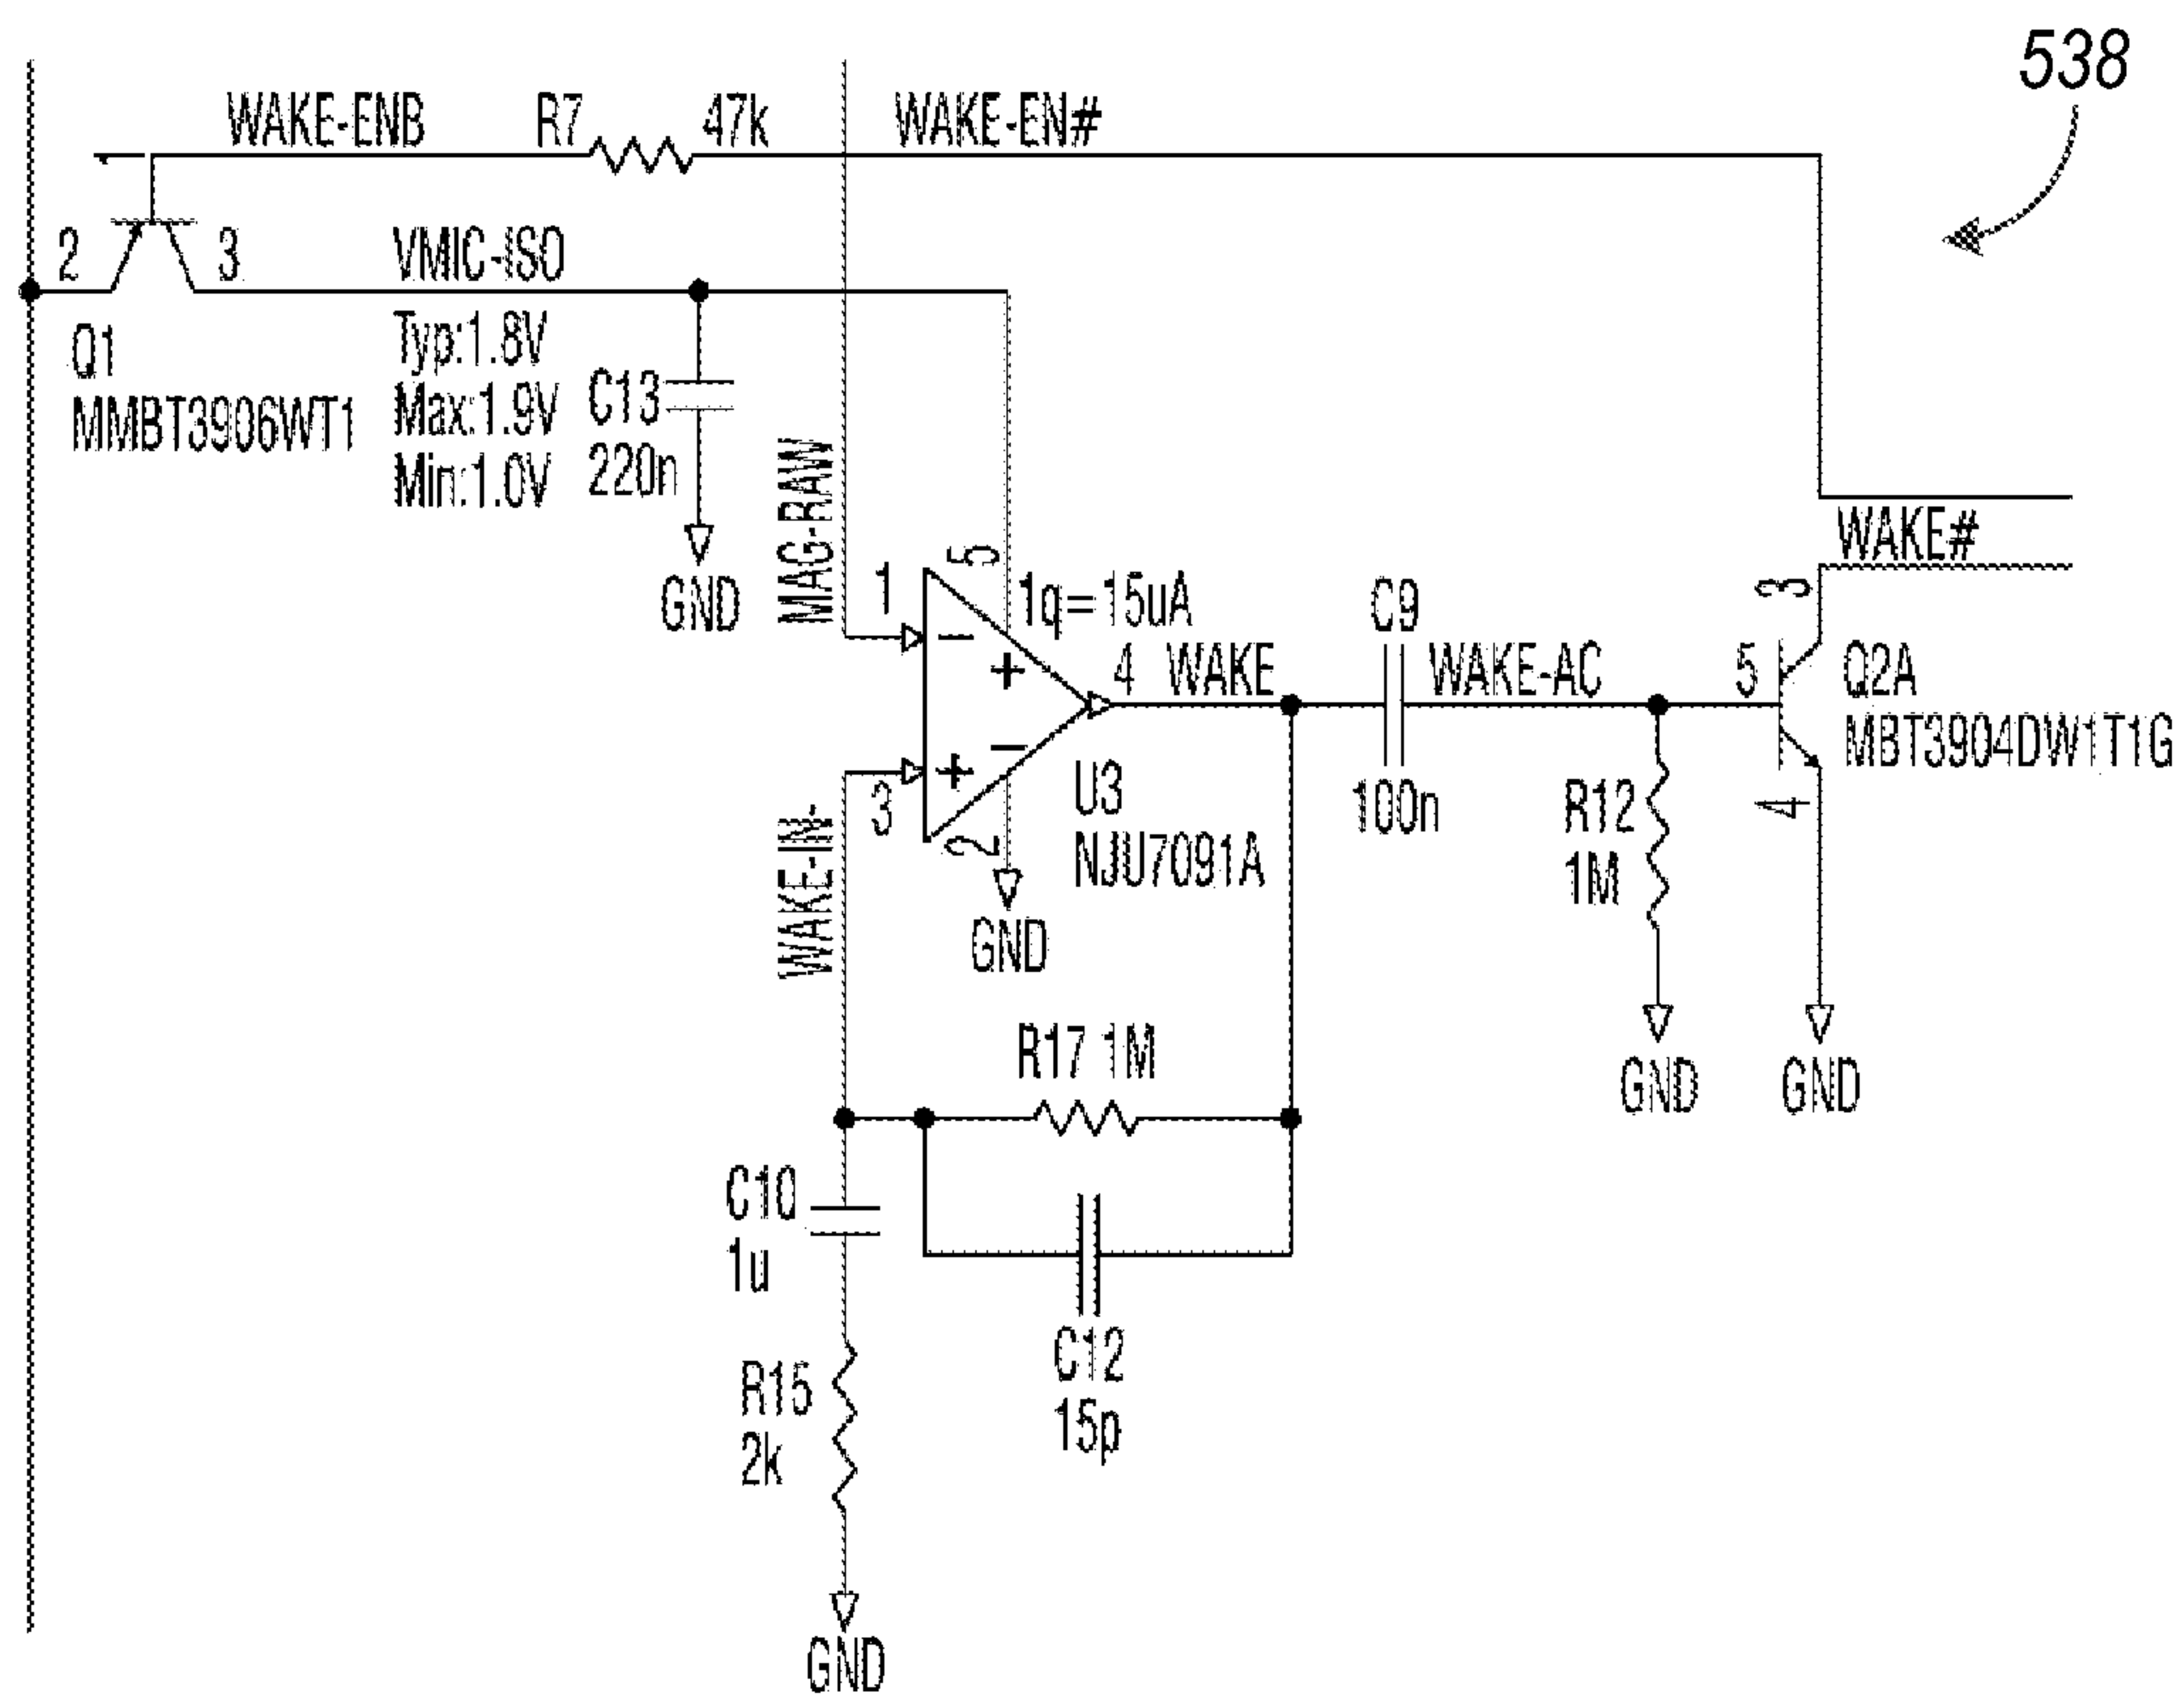 538
WAKE-ENB
R7
47k
WAKE-EN#
2
3
VMIC-ISO
Typ:1.8V
Max:1.9V
Min:1.0V
Q1
MMBT3906WT1
C13
220n
GND
MAG-RAW
WAKE#
3
1
5
1q=15uA
−
+
4
WAKE
C9
100n
WAKE-AC
5
Q2A
MBT3904DW1T1G
4
+
−
3
2
U3
NJU7091A
GND
WAKE-IN-
R12
1M
GND
GND
R17 1M
C10
1u
C12
15p
R15
2k
GND